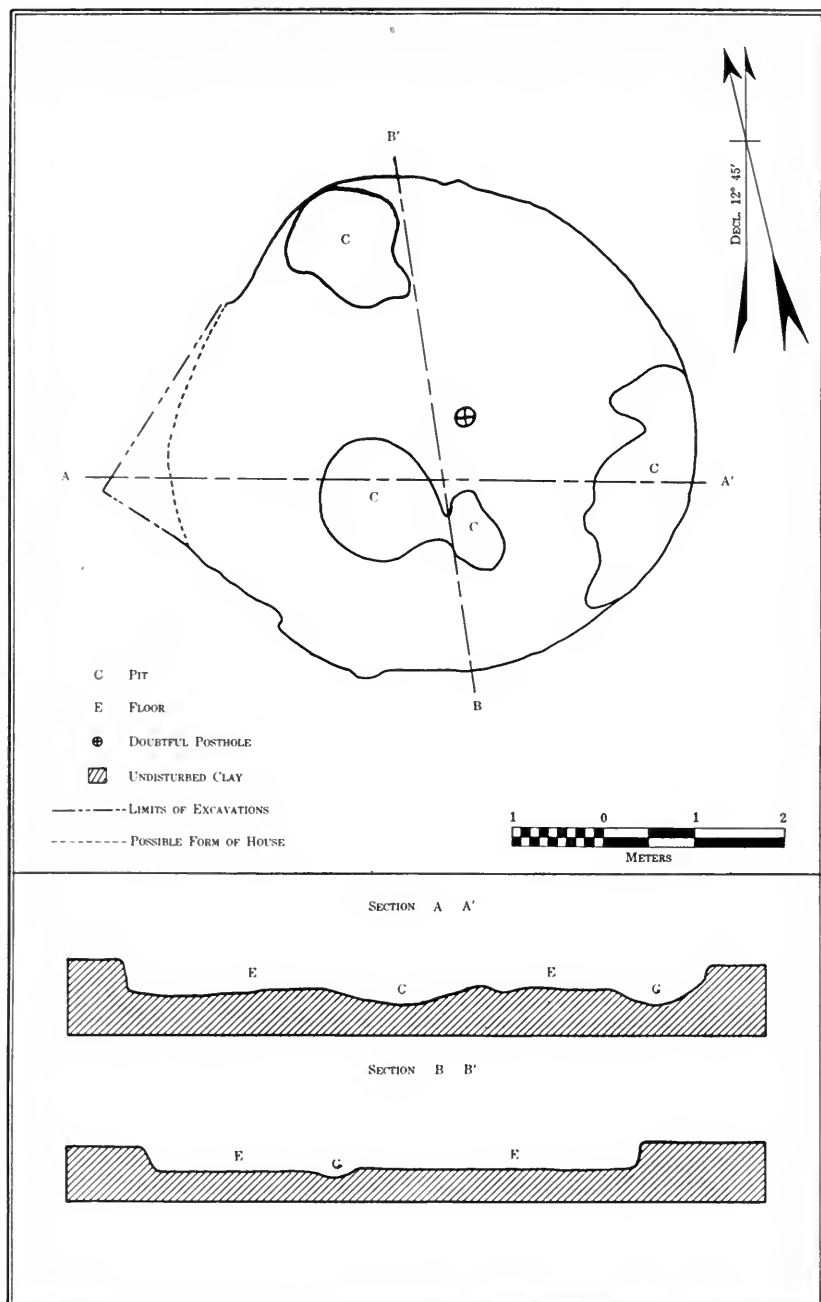 B'
DECL. 12° 45'
C
C
A
A'
C
C
B
C PIT
E FLOOR
DOUBTFUL POSTHOLE
UNDISTURBED CLAY
LIMITS OF EXCAVATIONS
POSSIBLE FORM OF HOUSE
1 0 1 2
METERS
SECTION A A'
E E
C C
SECTION B B'
E C E